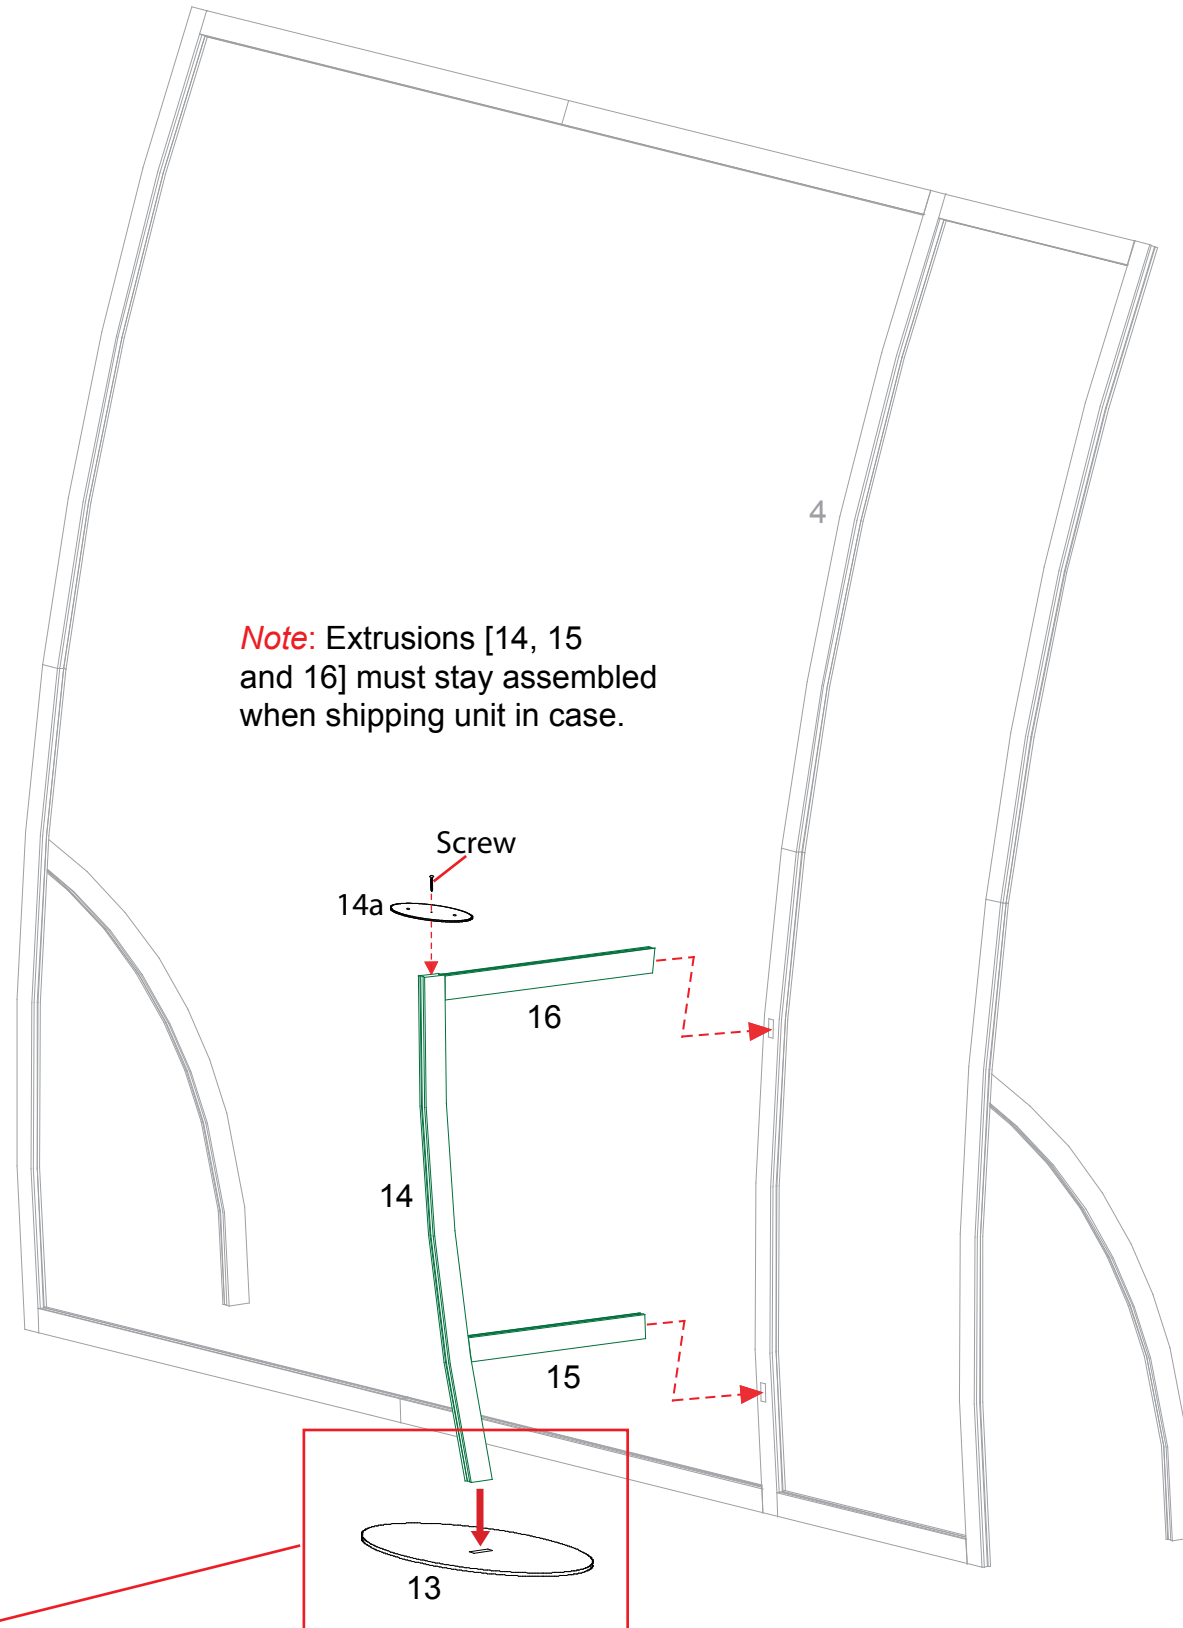 4
Note: Extrusions [14, 15
and 16] must stay assembled
when shipping unit in case.
Screw
14a
16
14
15
13